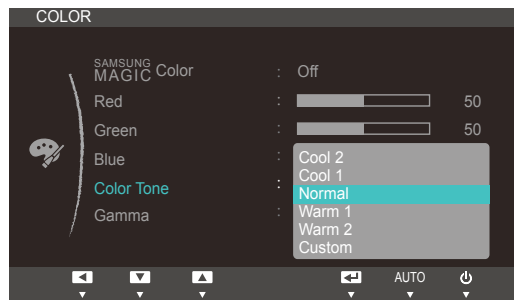 COLOR
SAMSUNG
MAGIC Color : Off
Red : 50
Green : 50
Blue :
Color Tone :
Gamma :
Cool 2
Cool 1
Normal
Warm 1
Warm 2
Custom
AUTO